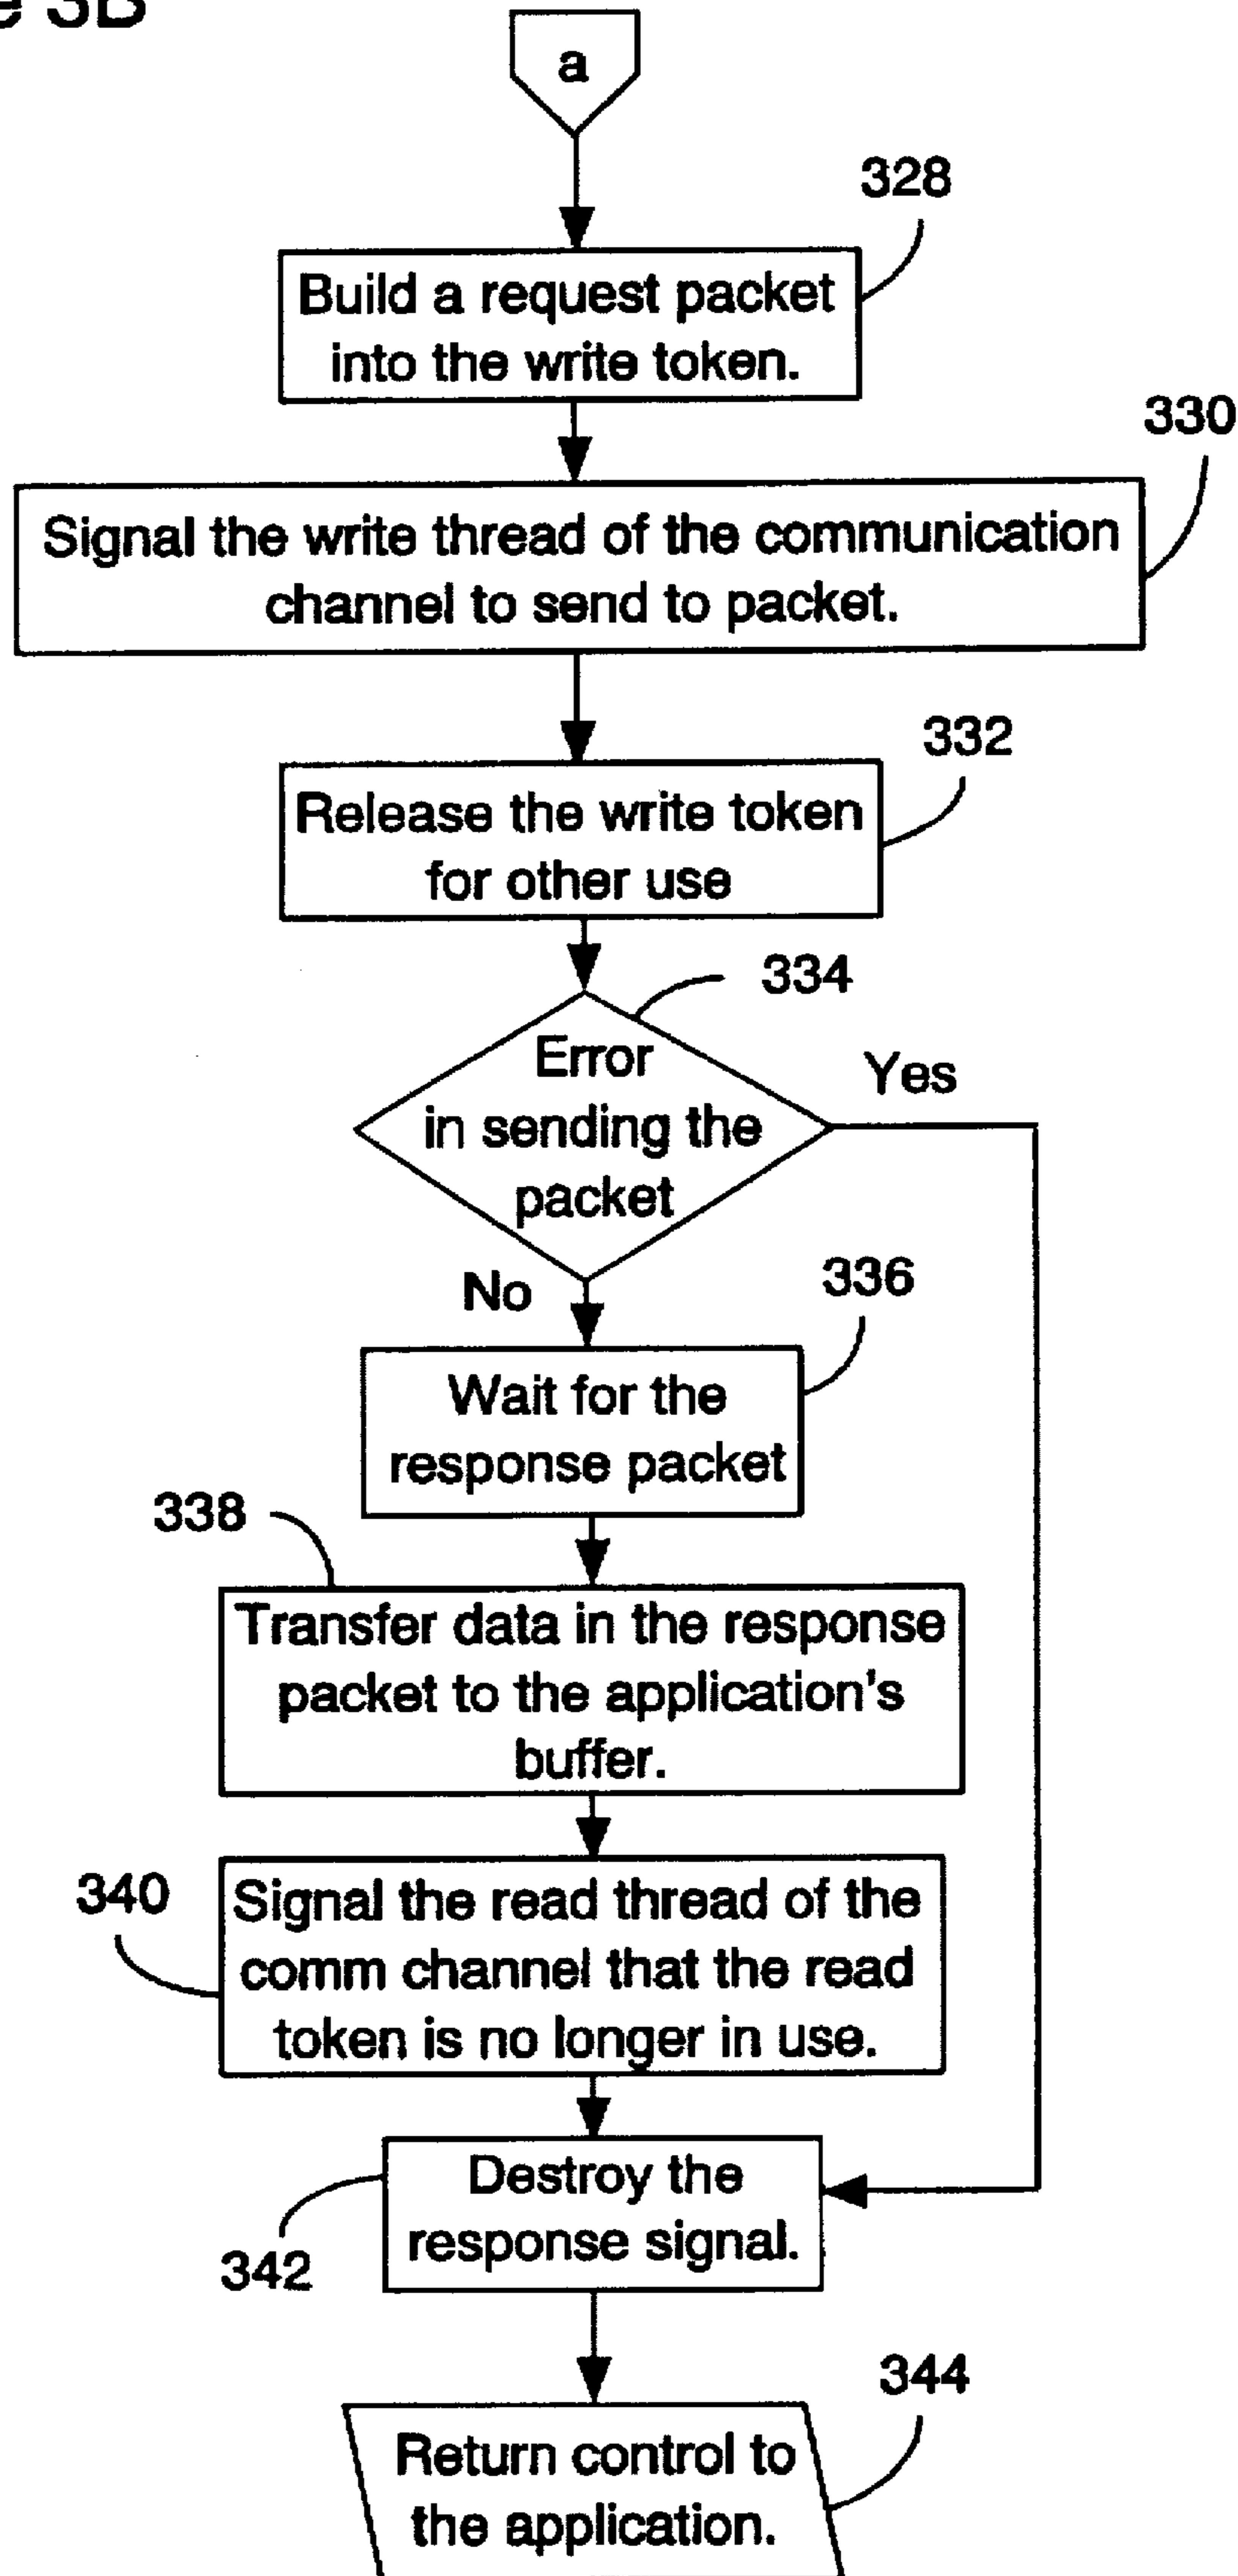 3B
a
328
Build a request packet
into the write token.
330
Signal the write thread of the communication
channel to send to packet.
332
Release the write token
for other use
334
Error
in sending the
packet
Yes
No
336
Wait for the
response packet
338
Transfer data in the response
packet to the application's
buffer.
340
Signal the read thread of the
comm channel that the read
token is no longer in use.
Destroy the
response signal.
342
344
Return control to
the application.